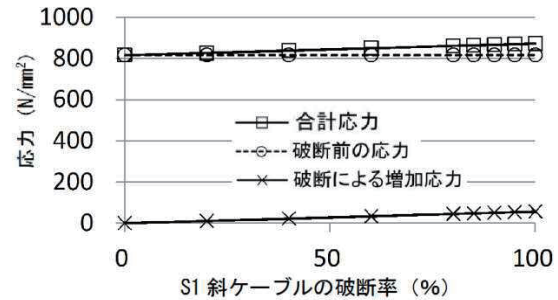 1000
800
600
400
200
0
応力 (N/mm²)
合計応力
破断前の応力
破断による増加応力
0 50 100
S1 斜ケーブルの破断率 (%)